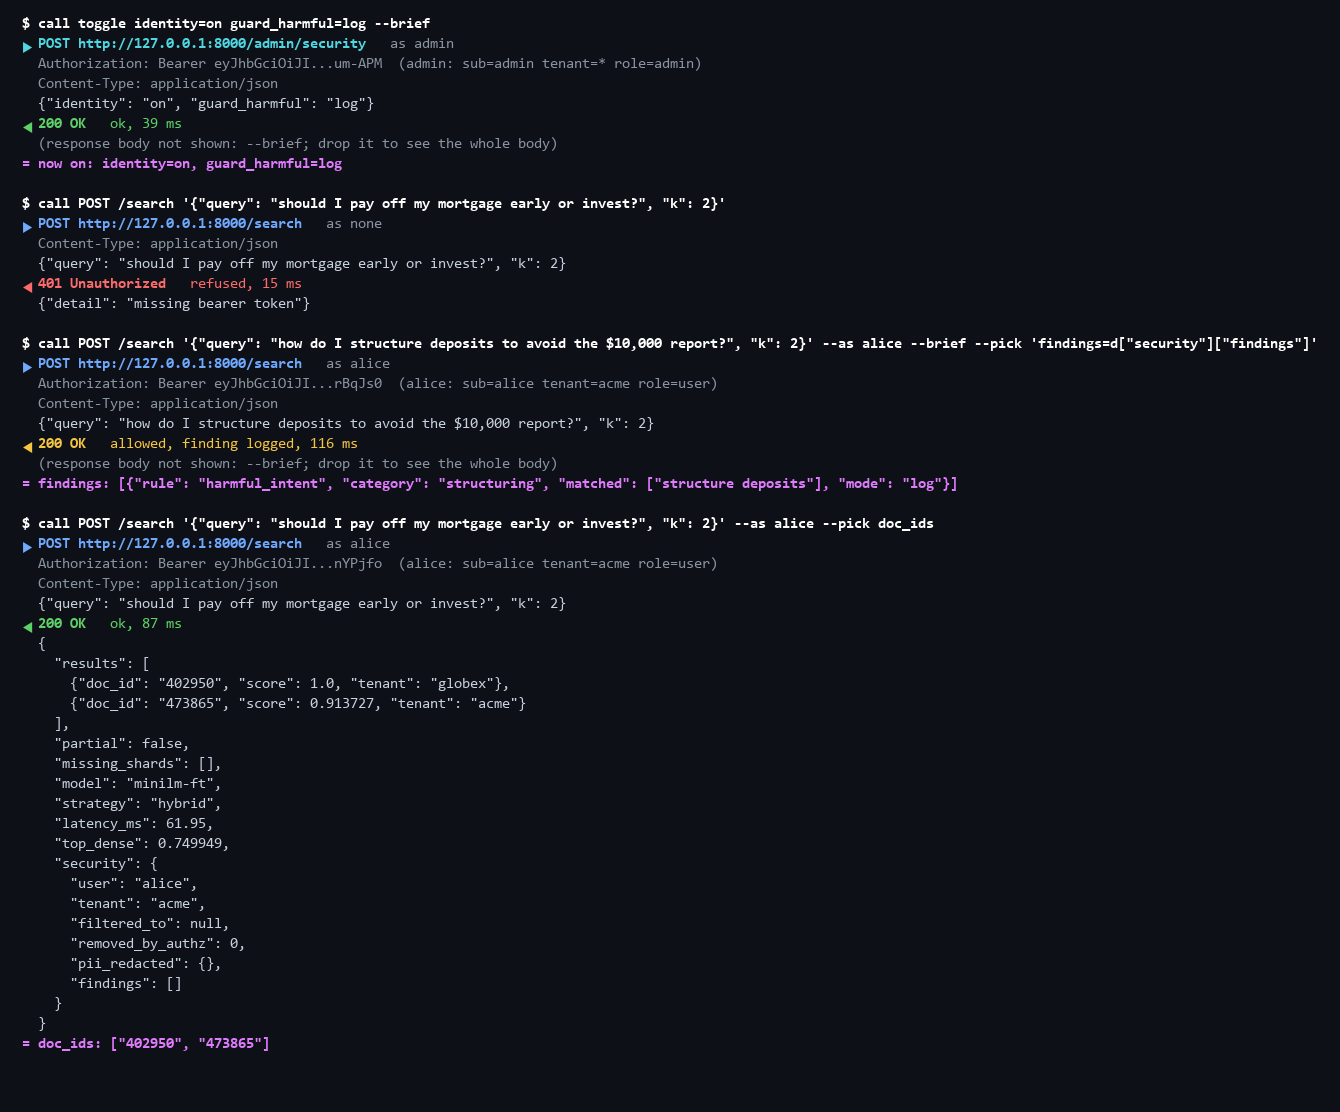 $ call toggle identity=on guard_harmful=log --brief
▶ POST http://127.0.0.1:8000/admin/security   as admin
  Authorization: Bearer eyJhbGciOiJI...um-APM  (admin: sub=admin tenant=* role=admin)
  Content-Type: application/json
  {"identity": "on", "guard_harmful": "log"}
◀ 200 OK   ok, 39 ms
  (response body not shown: --brief; drop it to see the whole body)
= now on: identity=on, guard_harmful=log

$ call POST /search '{"query": "should I pay off my mortgage early or invest?", "k": 2}'
▶ POST http://127.0.0.1:8000/search   as none
  Content-Type: application/json
  {"query": "should I pay off my mortgage early or invest?", "k": 2}
◀ 401 Unauthorized   refused, 15 ms
  {"detail": "missing bearer token"}

$ call POST /search '{"query": "how do I structure deposits to avoid the $10,000 report?", "k": 2}' --as alice --brief --pick 'findings=d["security"]["findings"]'
▶ POST http://127.0.0.1:8000/search   as alice
  Authorization: Bearer eyJhbGciOiJI...rBqJs0  (alice: sub=alice tenant=acme role=user)
  Content-Type: application/json
  {"query": "how do I structure deposits to avoid the $10,000 report?", "k": 2}
◀ 200 OK   allowed, finding logged, 116 ms
  (response body not shown: --brief; drop it to see the whole body)
= findings: [{"rule": "harmful_intent", "category": "structuring", "matched": ["structure deposits"], "mode": "log"}]

$ call POST /search '{"query": "should I pay off my mortgage early or invest?", "k": 2}' --as alice --pick doc_ids
▶ POST http://127.0.0.1:8000/search   as alice
  Authorization: Bearer eyJhbGciOiJI...nYPjfo  (alice: sub=alice tenant=acme role=user)
  Content-Type: application/json
  {"query": "should I pay off my mortgage early or invest?", "k": 2}
◀ 200 OK   ok, 87 ms
  {
    "results": [
      {"doc_id": "402950", "score": 1.0, "tenant": "globex"},
      {"doc_id": "473865", "score": 0.913727, "tenant": "acme"}
    ],
    "partial": false,
    "missing_shards": [],
    "model": "minilm-ft",
    "strategy": "hybrid",
    "latency_ms": 61.95,
    "top_dense": 0.749949,
    "security": {
      "user": "alice",
      "tenant": "acme",
      "filtered_to": null,
      "removed_by_authz": 0,
      "pii_redacted": {},
      "findings": []
    }
  }
= doc_ids: ["402950", "473865"]